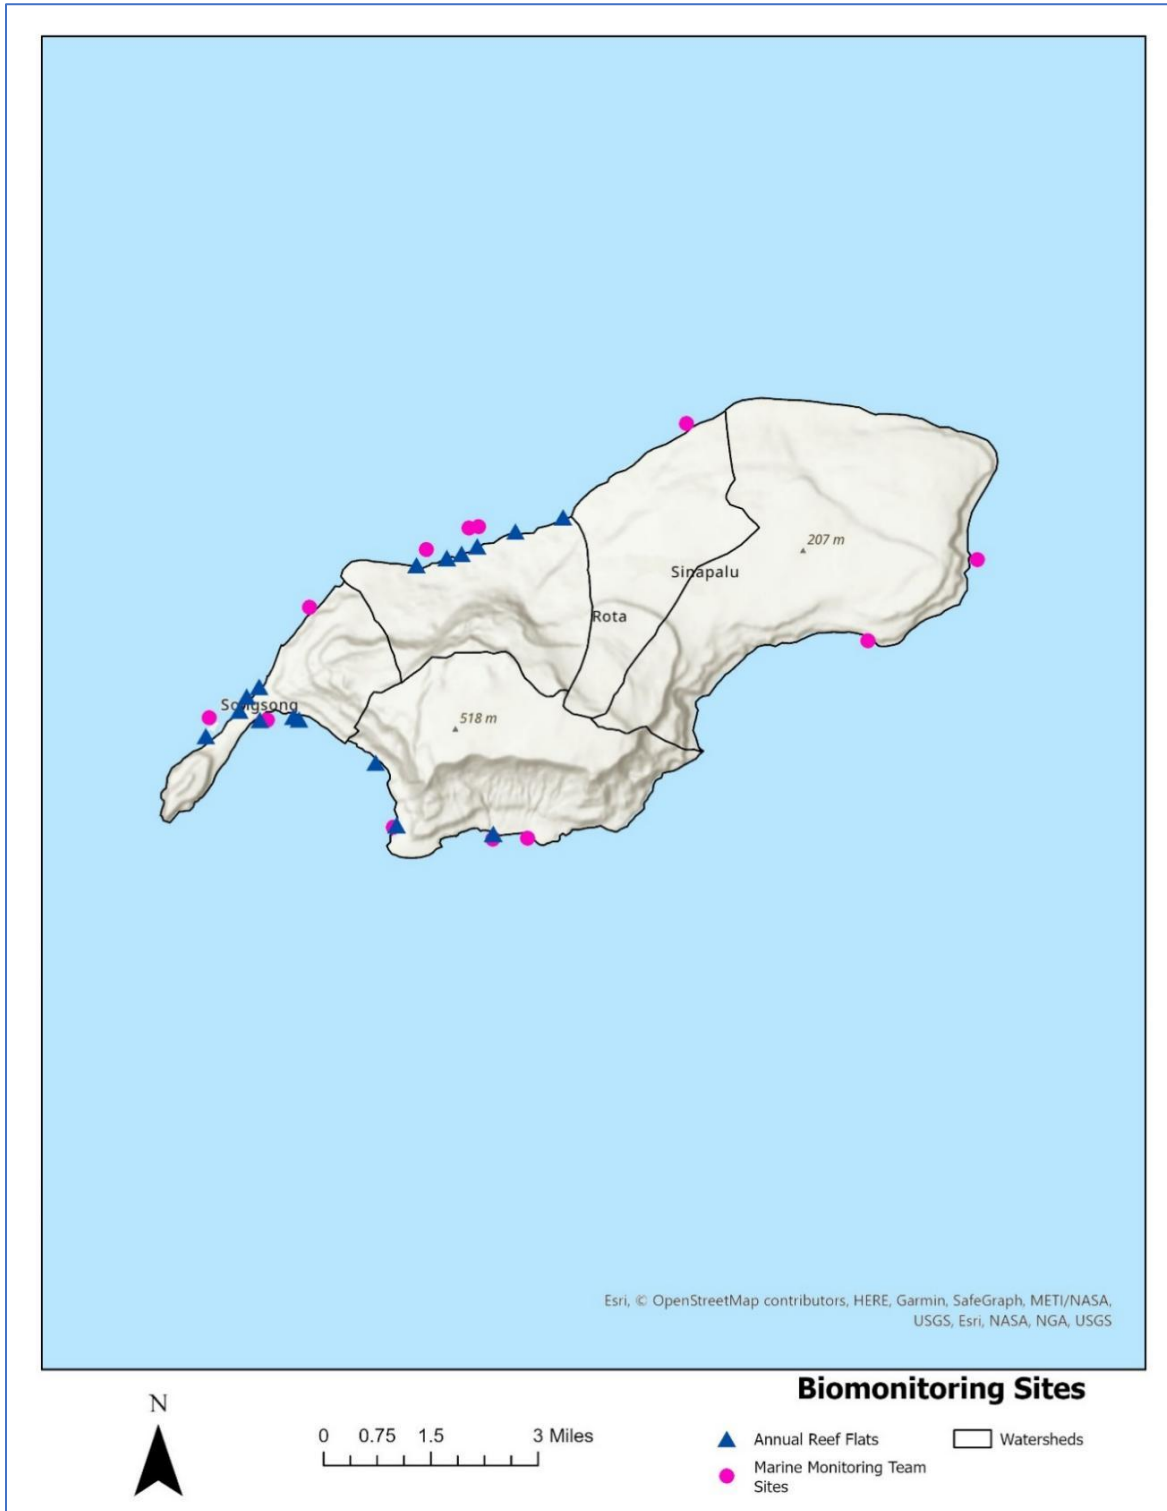 207 m
Sinapalu
Rota
Songsong
518 m
Esri, © OpenStreetMap contributors, HERE, Garmin, SafeGraph, METI/NASA,
USGS, Esri, NASA, NGA, USGS
Biomonitoring Sites
N
0 0.75 1.5 3 Miles
Annual Reef Flats
Watersheds
Marine Monitoring Team
Sites